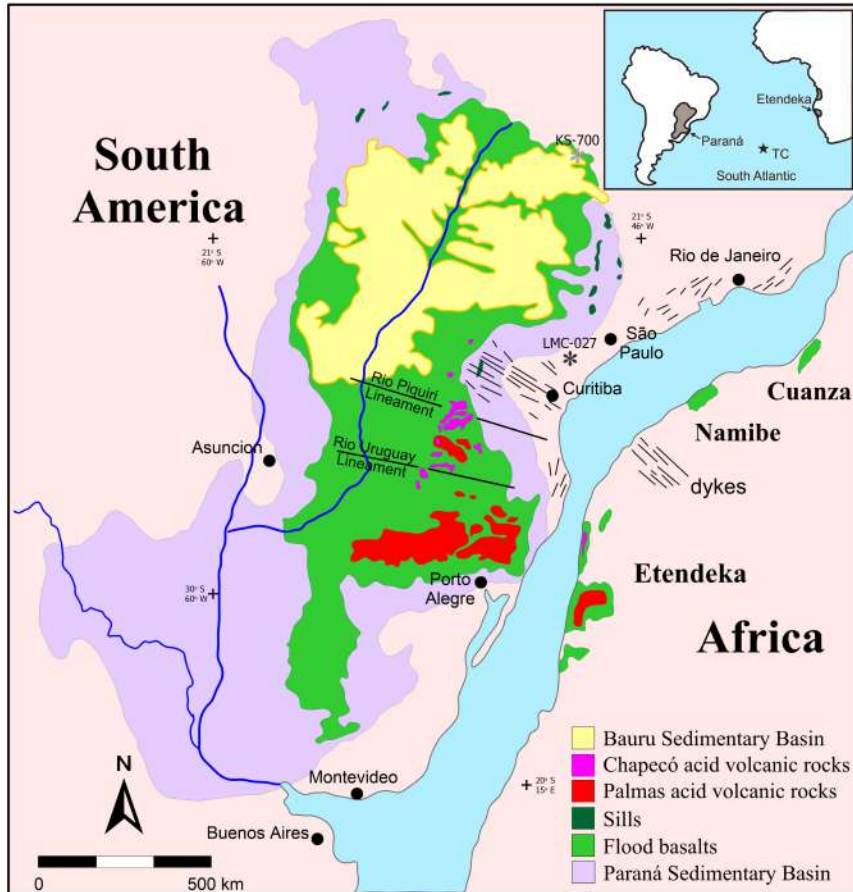 South
America
KS-700
Etendeka
Paraná
TC
South Atlantic
21° S
60° W
21° S
46° W
Rio de Janeiro
São
Paulo
LMC-027
Curitiba
Cuanza
Namibe
Rio Piquirí
Lineament
Asuncion
Rio Uruguay
Lineament
dykes
Etendeka
Africa
30° S
60° W
Porto
Alegre
N
Montevideo
Buenos Aires
20° S
15° E
0
500 km
Bauru Sedimentary Basin
Chapecó acid volcanic rocks
Palmas acid volcanic rocks
Sills
Flood basalts
Paraná Sedimentary Basin